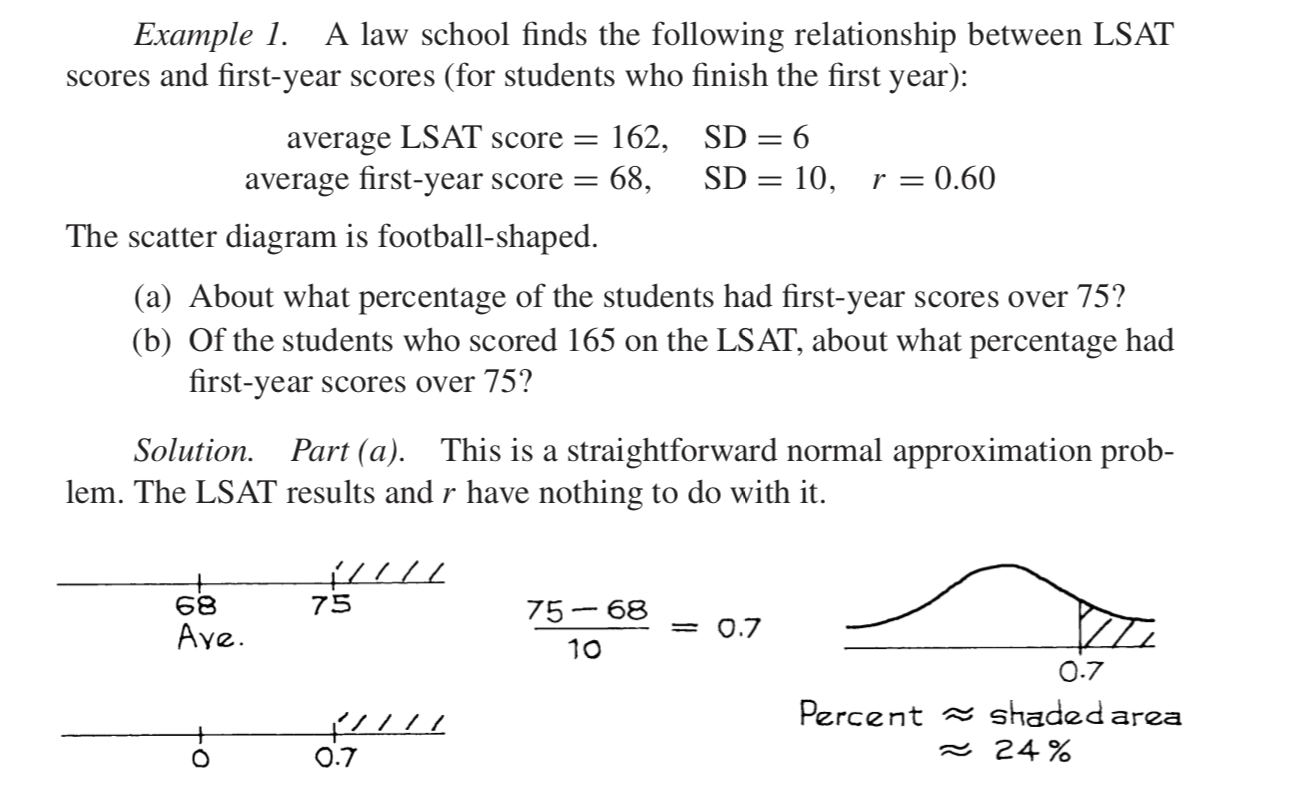 Example 1. A law school finds the following relationship between LSAT
scores and first-year scores (for students who finish the first year):
average LSAT score = 162, SD = 6
average first-year score = 68, SD = 10, r = 0.60
The scatter diagram is football-shaped.
(a) About what percentage of the students had first-year scores over 75?
(b) Of the students who scored 165 on the LSAT, about what percentage had
first-year scores over 75?
Solution. Part (a). This is a straightforward normal approximation prob-
lem. The LSAT results and r have nothing to do with it.
68 75
Ave.
0 0.7
75 – 68
10
= 0.7
0.7
Percent ≈ shaded area
≈ 24%